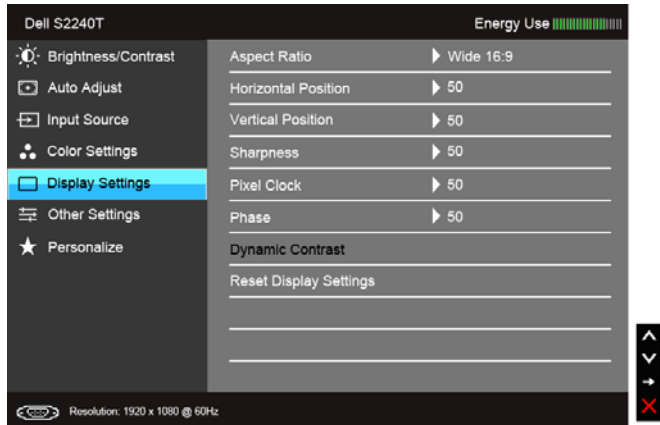 Dell S2240T
Energy Use
Brightness/Contrast
Auto Adjust
Input Source
Color Settings
Display Settings
Other Settings
Personalize
Aspect Ratio Wide 16:9
Horizontal Position 50
Vertical Position 50
Sharpness 50
Pixel Clock 50
Phase 50
Dynamic Contrast
Reset Display Settings
Resolution: 1920 x 1080 @ 60Hz